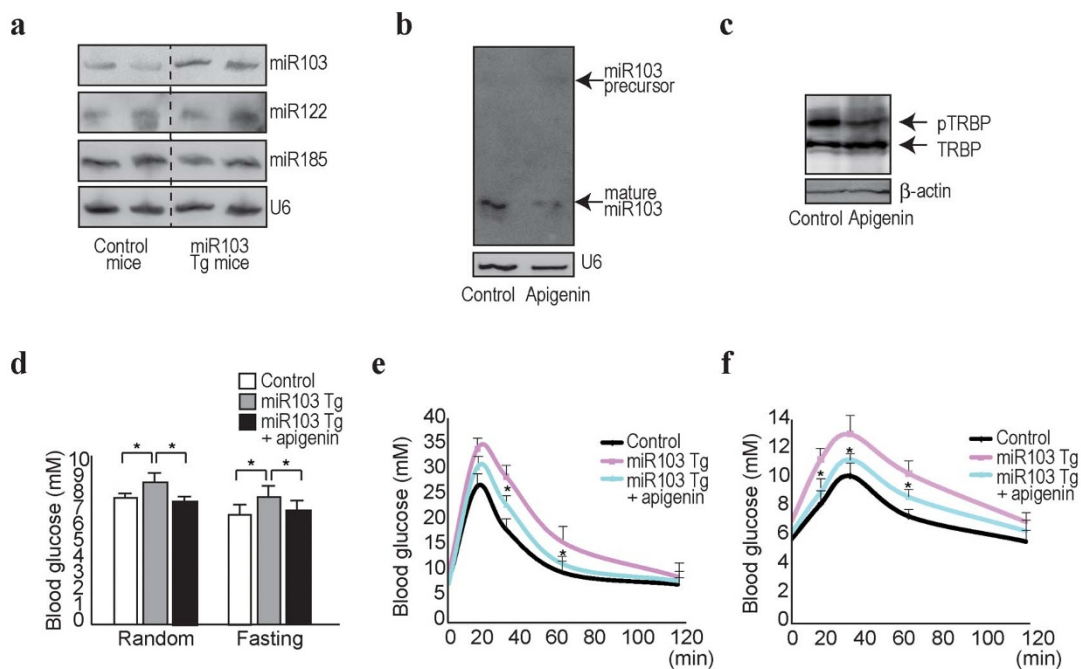 a
miR103
miR122
miR185
U6
Control
mice
miR103
Tg mice
b
miR103
precursor
mature
miR103
U6
Control Apigenin
c
pTRBP
TRBP
β-actin
Control Apigenin
d
Control
miR103 Tg
miR103 Tg
+ apigenin
Blood glucose (mM)
10
9
8
7
6
5
4
3
2
1
0
* *
* *
Random Fasting
e
Control
miR103 Tg
miR103 Tg
+ apigenin
Blood glucose (mM)
40
35
30
25
20
15
10
5
0
*
*
0 20 40 60 80 100 120
(min)
f
Control
miR103 Tg
miR103 Tg
+ apigenin
Blood glucose (mM)
14
12
10
8
6
4
2
0
*
*
*
0 20 40 60 80 100 120
(min)